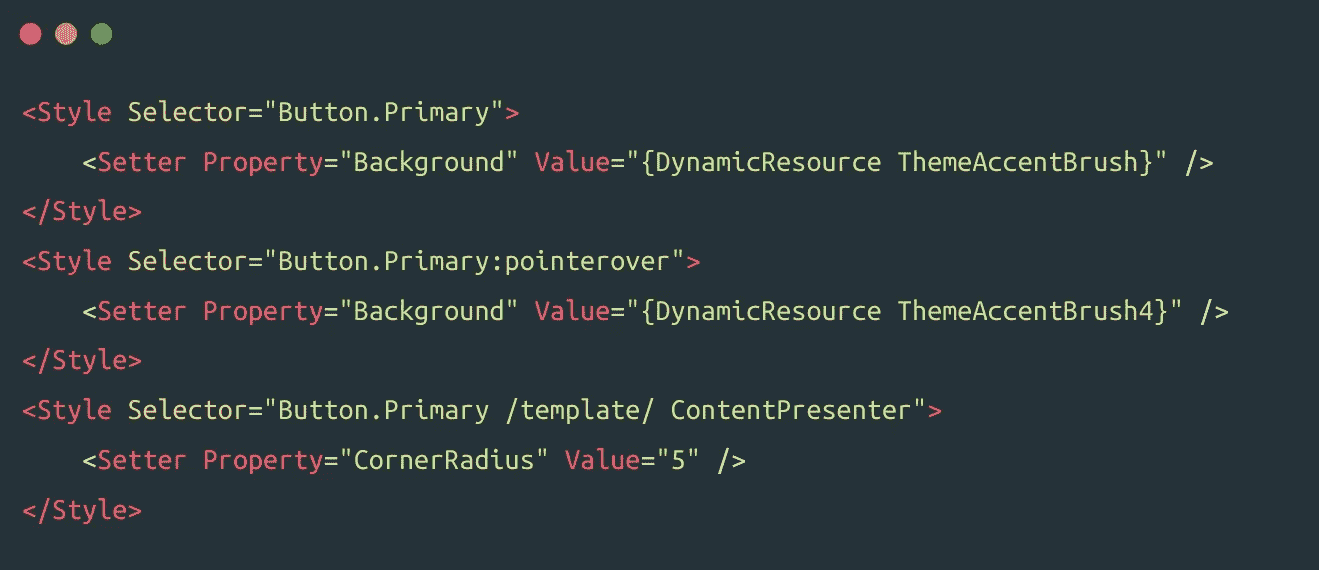 <Style Selector="Button.Primary">
    <Setter Property="Background" Value="{DynamicResource ThemeAccentBrush}" />
</Style>
<Style Selector="Button.Primary:pointerover">
    <Setter Property="Background" Value="{DynamicResource ThemeAccentBrush4}" />
</Style>
<Style Selector="Button.Primary /template/ ContentPresenter">
    <Setter Property="CornerRadius" Value="5" />
</Style>